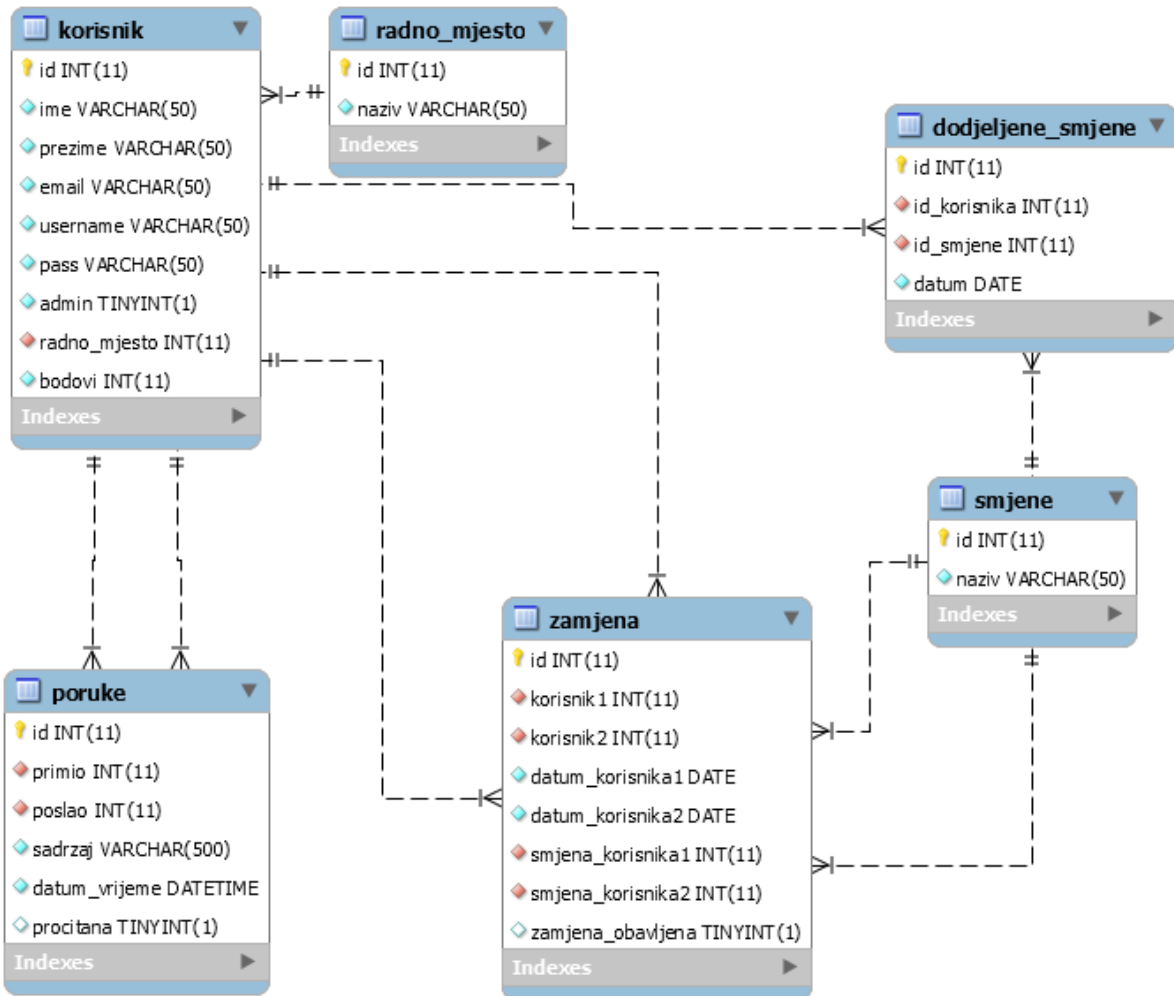 korisnik
id INT(11)
ime VARCHAR(50)
prezime VARCHAR(50)
email VARCHAR(50)
username VARCHAR(50)
pass VARCHAR(50)
admin TINYINT(1)
radno_mjesto INT(11)
bodovi INT(11)
Indexes
radno_mjesto
id INT(11)
naziv VARCHAR(50)
Indexes
dodjeljene_smjene
id INT(11)
id_korisnika INT(11)
id_smjene INT(11)
datum DATE
Indexes
smjene
id INT(11)
naziv VARCHAR(50)
Indexes
zamjena
id INT(11)
korisnik1 INT(11)
korisnik2 INT(11)
datum_korisnika1 DATE
datum_korisnika2 DATE
smjena_korisnika1 INT(11)
smjena_korisnika2 INT(11)
zamjena_obavljena TINYINT(1)
Indexes
poruke
id INT(11)
primio INT(11)
poslao INT(11)
sadrzaj VARCHAR(500)
datum_vrijeme DATETIME
procitana TINYINT(1)
Indexes